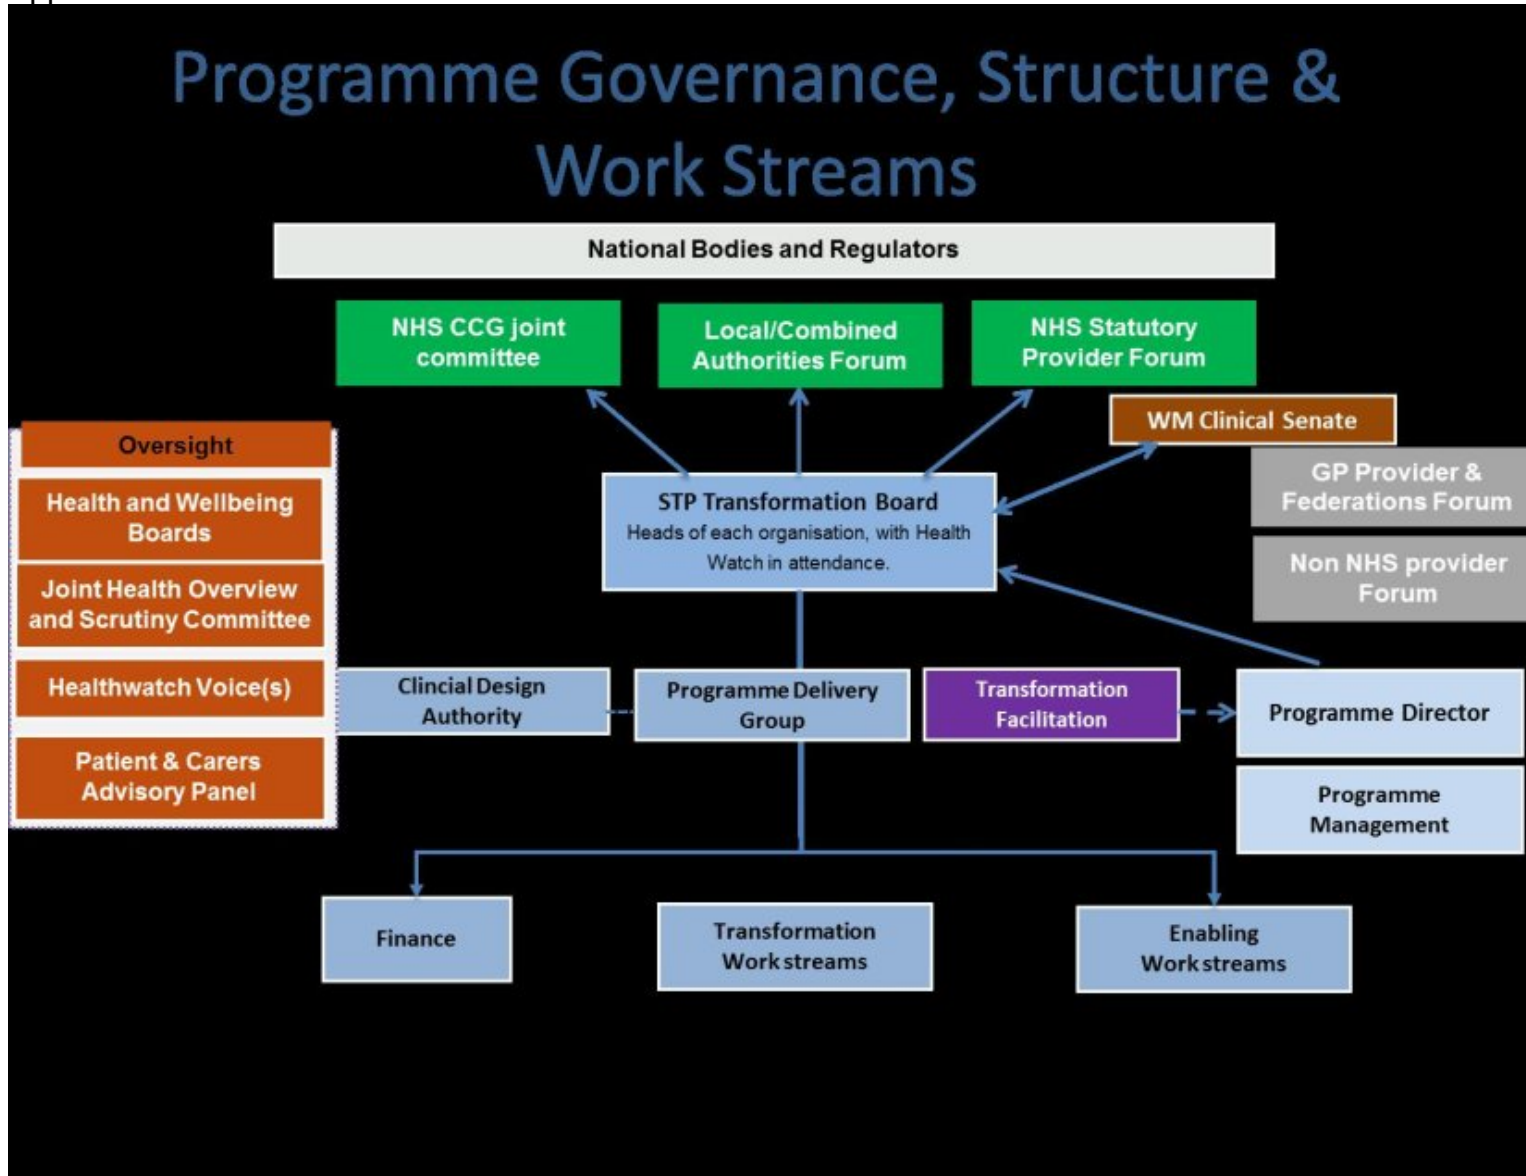 Programme Governance, Structure &
Work Streams
National Bodies and Regulators
NHS CCG joint
committee
Local/Combined
Authorities Forum
NHS Statutory
Provider Forum
WM Clinical Senate
GP Provider &
Federations Forum
Non NHS provider
Forum
Oversight
Health and Wellbeing
Boards
Joint Health Overview
and Scrutiny Committee
Healthwatch Voice(s)
Patient & Carers
Advisory Panel
STP Transformation Board
Heads of each organisation, with Health
Watch in attendance.
Clincial Design
Authority
Programme Delivery
Group
Transformation
Facilitation
Programme Director
Programme
Management
Finance
Transformation
Work streams
Enabling
Work streams